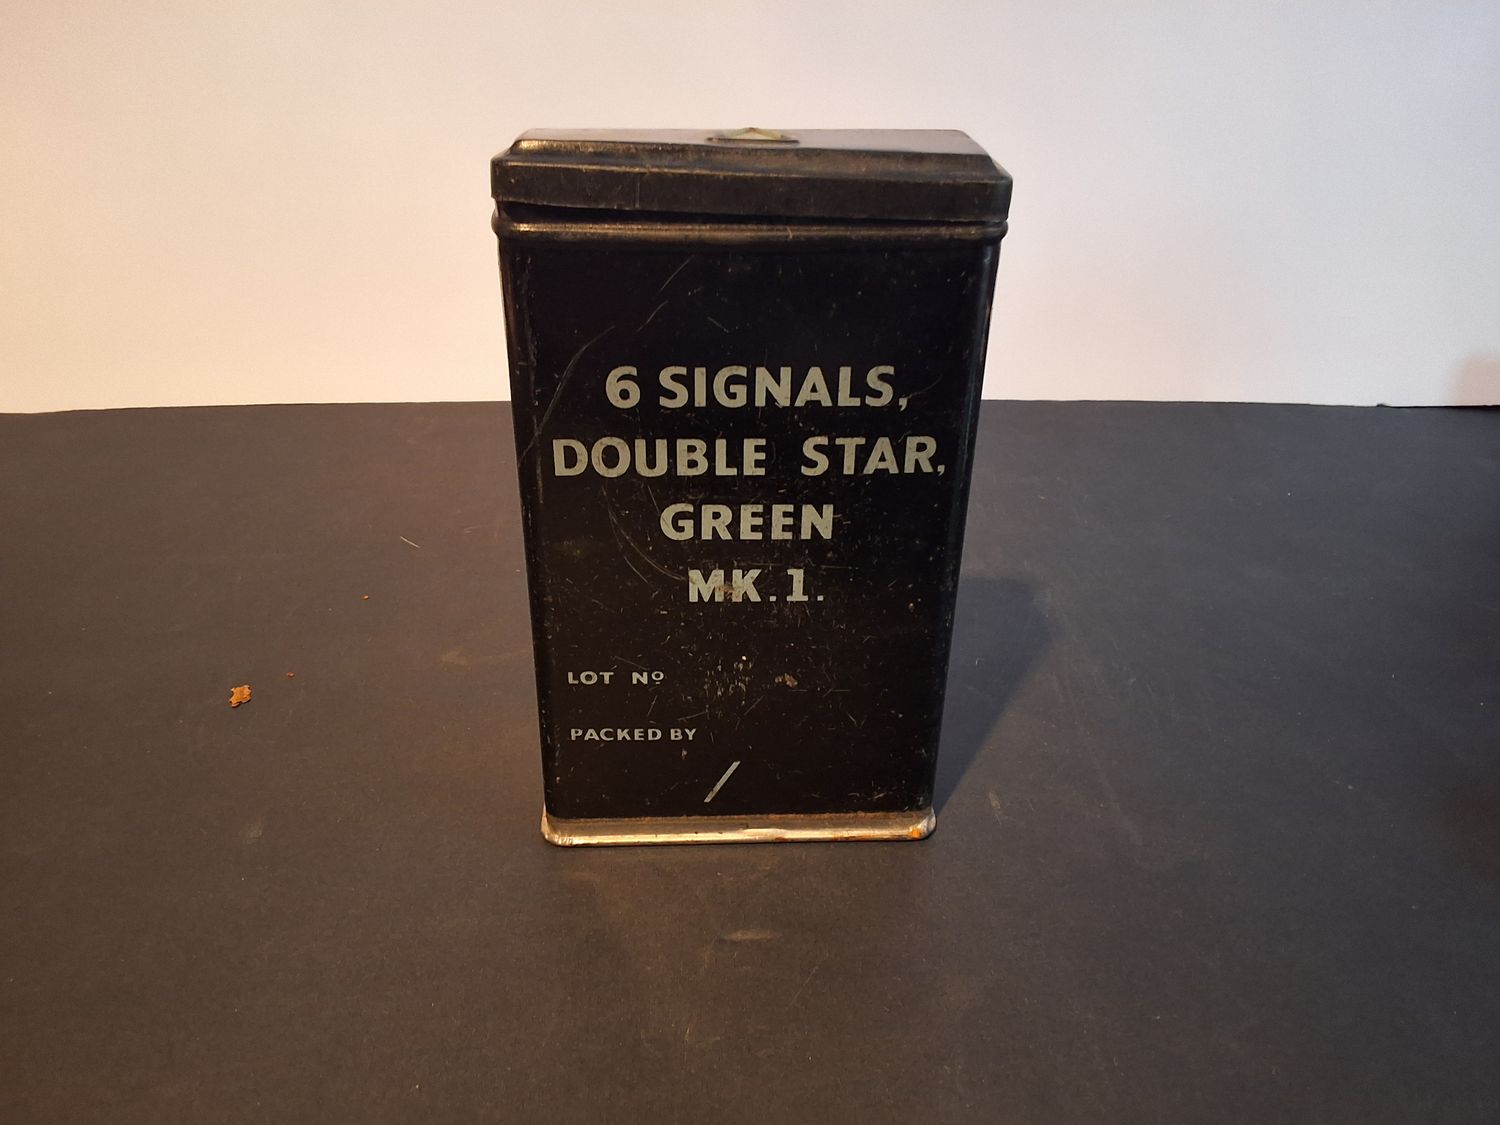 6 SIGNALS,
DOUBLE STAR,
GREEN
MK.1.
LOT Nº
PACKED BY
/